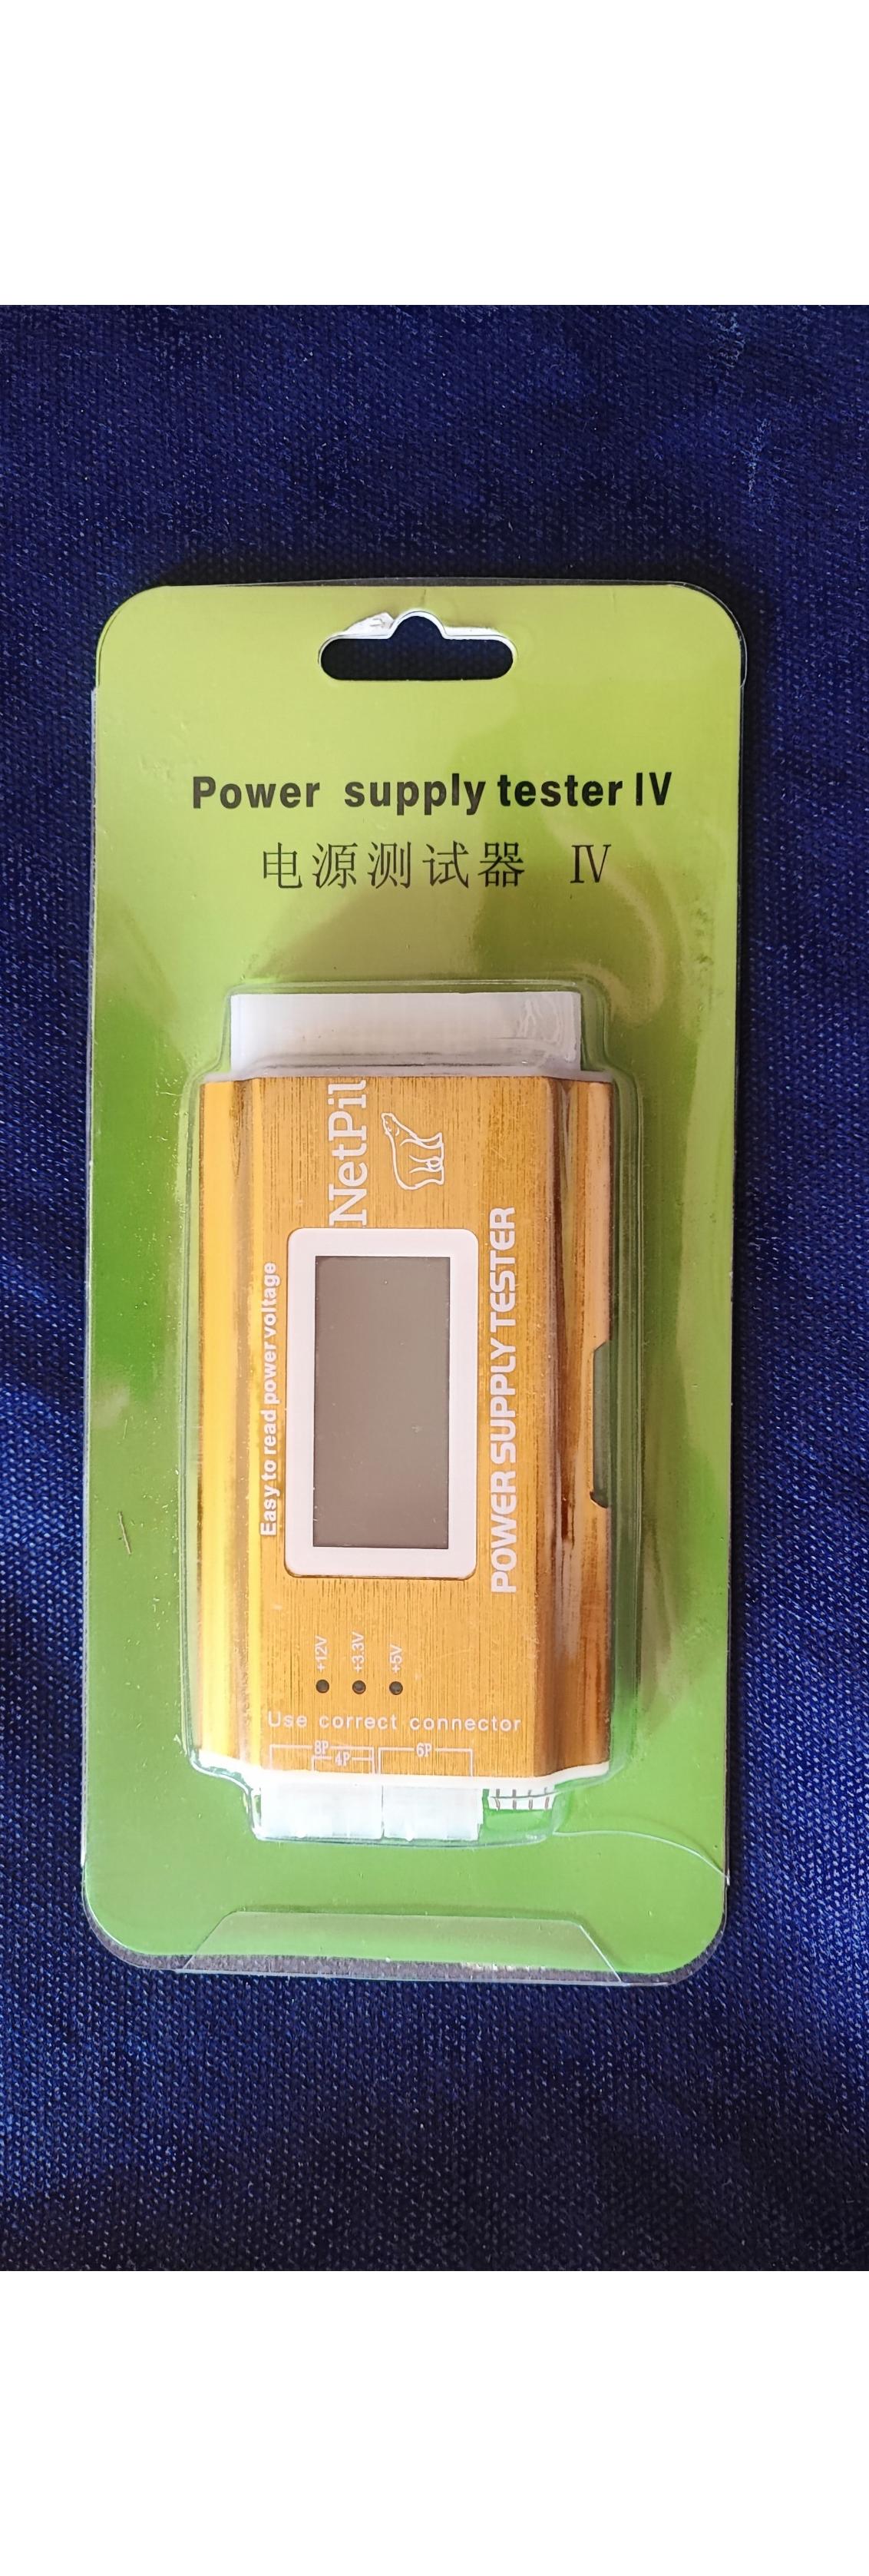 Power supply tester IV
电源测试器 Ⅳ
NetPil
Easy to read power voltage
POWER SUPPLY TESTER
+12V
+3.3V
+5V
Use correct connector
8P
4P
6P